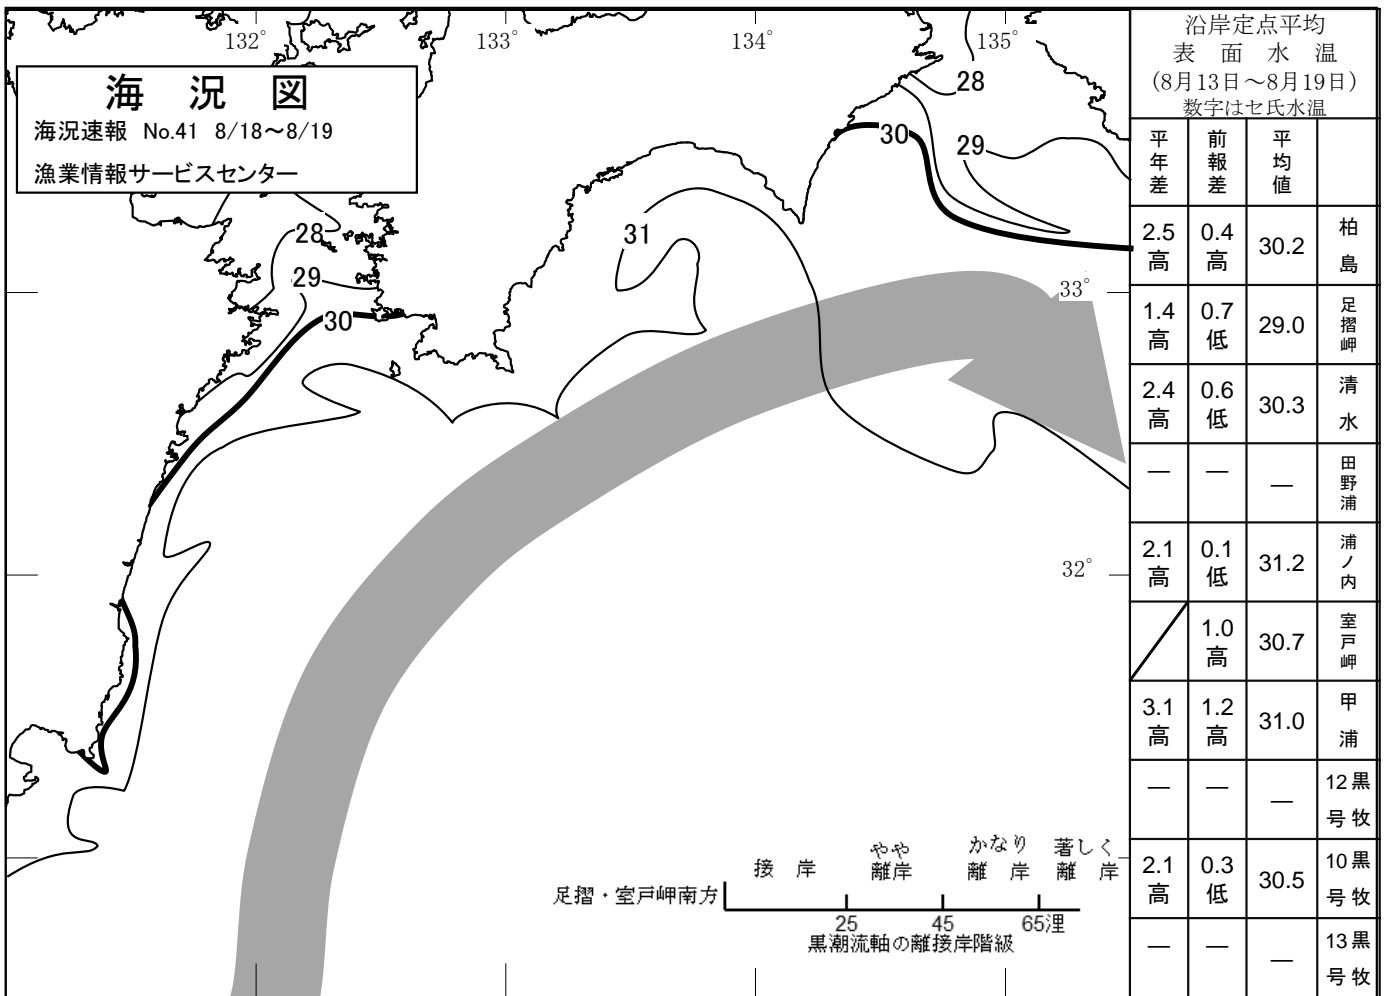 海況図
海況速報 No.41 8/18～8/19
漁業情報サービスセンター
132°
133°
134°
135°
33°
32°
28
29
30
31
28
29
30
接岸
やや離岸
かなり離岸
著しく離岸
足摺・室戸岬南方
25 45 65浬
黒潮流軸の離接岸階級
沿岸定点平均
表面水温
(8月13日～8月19日)
数字はセ氏水温
平年差 前報差 平均値
2.5高 0.4高 30.2 柏島
1.4高 0.7低 29.0 足摺岬
2.4高 0.6低 30.3 清水
― ― ― 田野浦
2.1高 0.1低 31.2 浦ノ内
1.0高 30.7 室戸岬
3.1高 1.2高 31.0 甲浦
― ― ― 黒牧12号
2.1高 0.3低 30.5 黒牧10号
― ― ― 黒牧13号